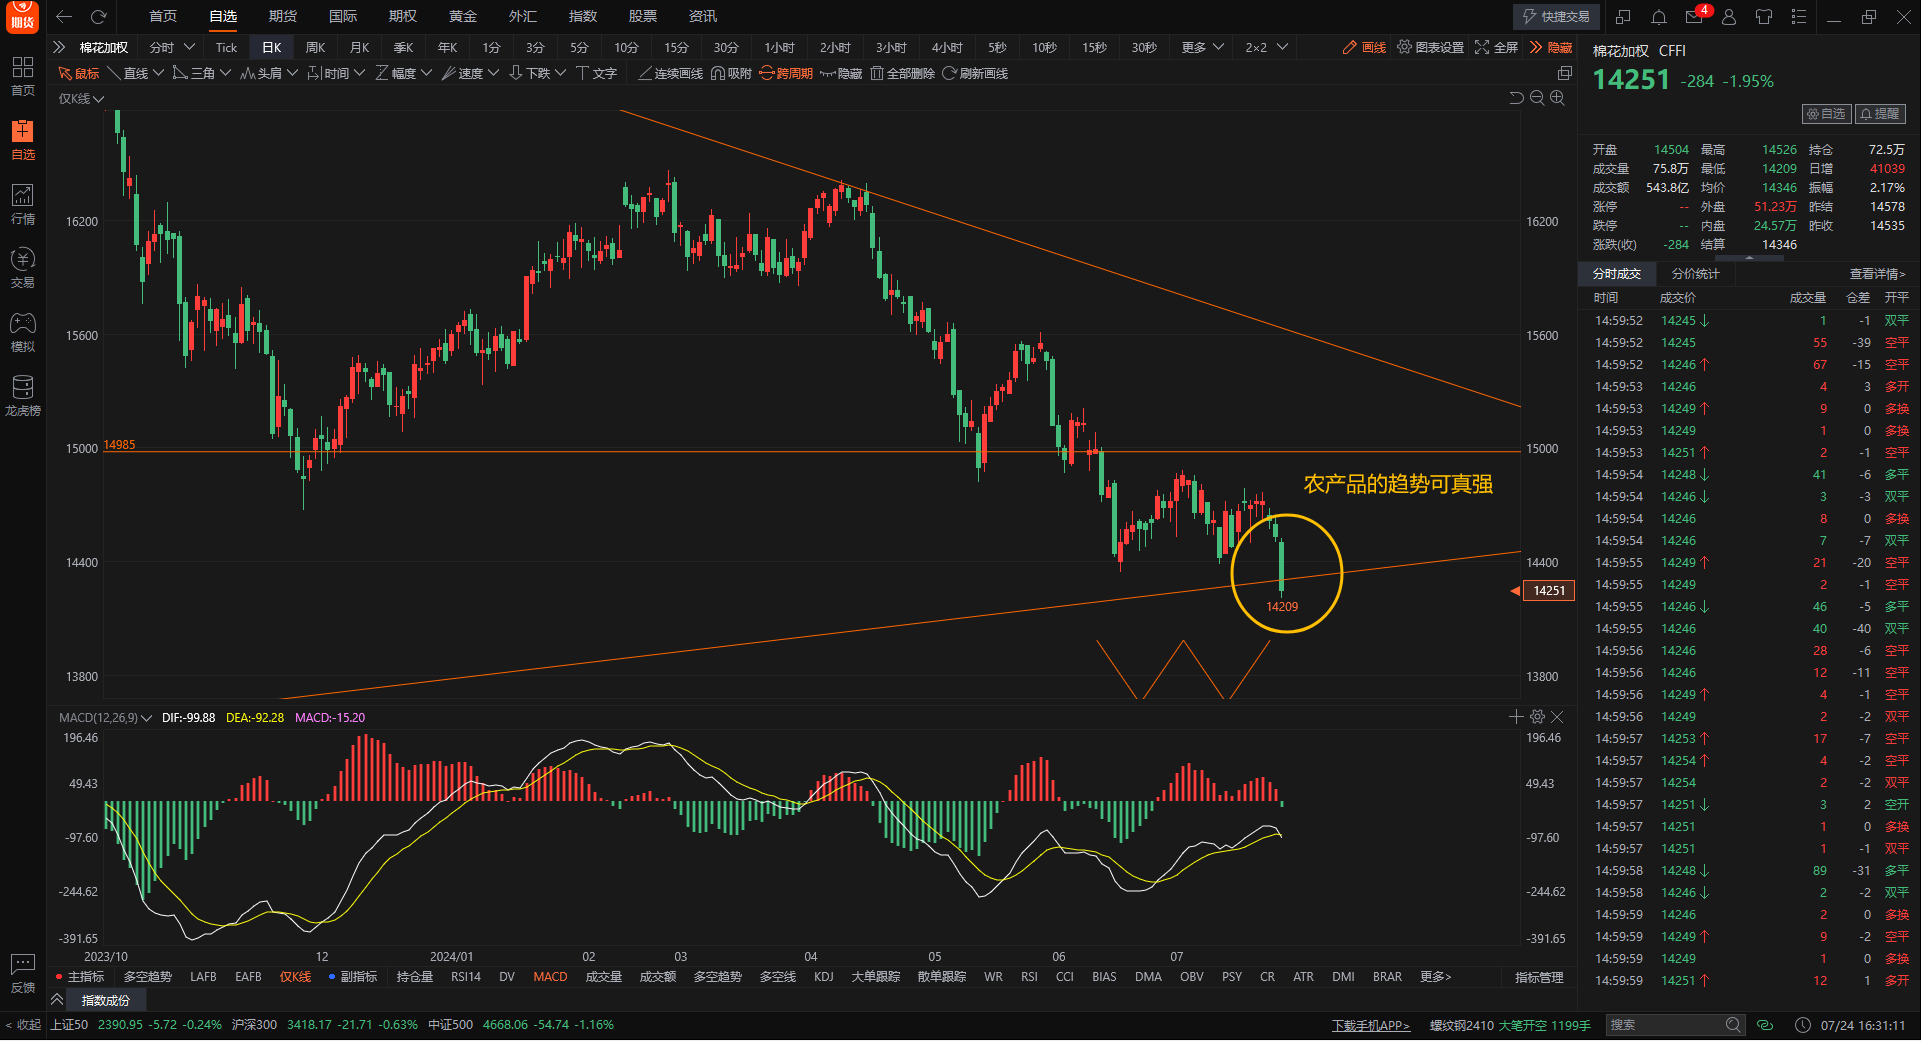 期货
首页 自选 期货 国际 期权 黄金 外汇 指数 股票 资讯
快捷交易 4
棉花加权 分时 Tick 日K 周K 月K 季K 年K 1分 3分 5分 10分 15分 30分 1小时 2小时 3小时 4小时 5秒 10秒 15秒 30秒 更多 2×2 画线 图表设置 全屏 隐藏
鼠标 直线 三角 头肩 时间 幅度 速度 下跌 文字 连续画线 吸附 跨周期 隐藏 全部删除 刷新画线
仅K线
首页
自选
行情
交易
模拟
龙虎榜
反馈
< 收起
16200 16200
15600 15600
15000 15000
14985
14400 14400
13800 13800
农产品的趋势可真强
14251
14209
MACD(12,26,9) DIF:-99.88 DEA:-92.28 MACD:-15.20
196.46 196.46
49.43 49.43
-97.60 -97.60
-244.62 -244.62
-391.65 -391.65
2023/10 12 2024/01 02 03 04 05 06 07
主指标 多空趋势 LAFB EAFB 仅K线 副指标 持仓量 RSI14 DV MACD 成交量 成交额 多空趋势 多空线 KDJ 大单跟踪 散单跟踪 WR RSI CCI BIAS DMA OBV PSY CR ATR DMI BRAR 更多> 指标管理
指数成份
棉花加权 CFFI
14251 -284 -1.95%
自选 提醒
开盘 14504 最高 14526 持仓 72.5万
成交量 75.8万 最低 14209 日增 41039
成交额 543.8亿 均价 14346 振幅 2.17%
涨停 -- 外盘 51.23万 昨结 14578
跌停 -- 内盘 24.57万 昨收 14535
涨跌(收) -284 结算 14346
分时成交 分价统计 查看详情>
时间 成交价 成交量 仓差 开平
14:59:52 14245↓ 1 -1 双平
14:59:52 14245 55 -39 空平
14:59:52 14246↑ 67 -15 空平
14:59:53 14246 4 3 多开
14:59:53 14249↑ 9 0 多换
14:59:53 14249 1 0 多换
14:59:53 14251↑ 2 -1 空平
14:59:54 14248↓ 41 -6 多平
14:59:54 14246↓ 3 -3 双平
14:59:54 14246 8 0 多换
14:59:54 14246 7 -7 双平
14:59:55 14249↑ 21 -20 空平
14:59:55 14249 2 -1 空平
14:59:55 14246↓ 46 -5 多平
14:59:55 14246 40 -40 双平
14:59:56 14246 28 -6 空平
14:59:56 14246 12 -11 空平
14:59:56 14249↑ 4 -1 空平
14:59:56 14249 2 -2 双平
14:59:57 14253↑ 17 -7 空平
14:59:57 14254↑ 4 -2 空平
14:59:57 14254 2 -2 双平
14:59:57 14251↓ 3 2 空开
14:59:57 14251 1 0 多换
14:59:57 14251 1 -1 双平
14:59:58 14248↓ 89 -31 多平
14:59:58 14246↓ 2 -2 双平
14:59:59 14246 2 0 多换
14:59:59 14249↑ 9 -2 空平
14:59:59 14249 1 0 多换
14:59:59 14251↑ 12 1 多开
上证50 2390.95 -5.72 -0.24% 沪深300 3418.17 -21.71 -0.63% 中证500 4668.06 -54.74 -1.16% 下载手机APP> 螺纹钢2410 大笔开空 1199手 搜索 07/24 16:31:11